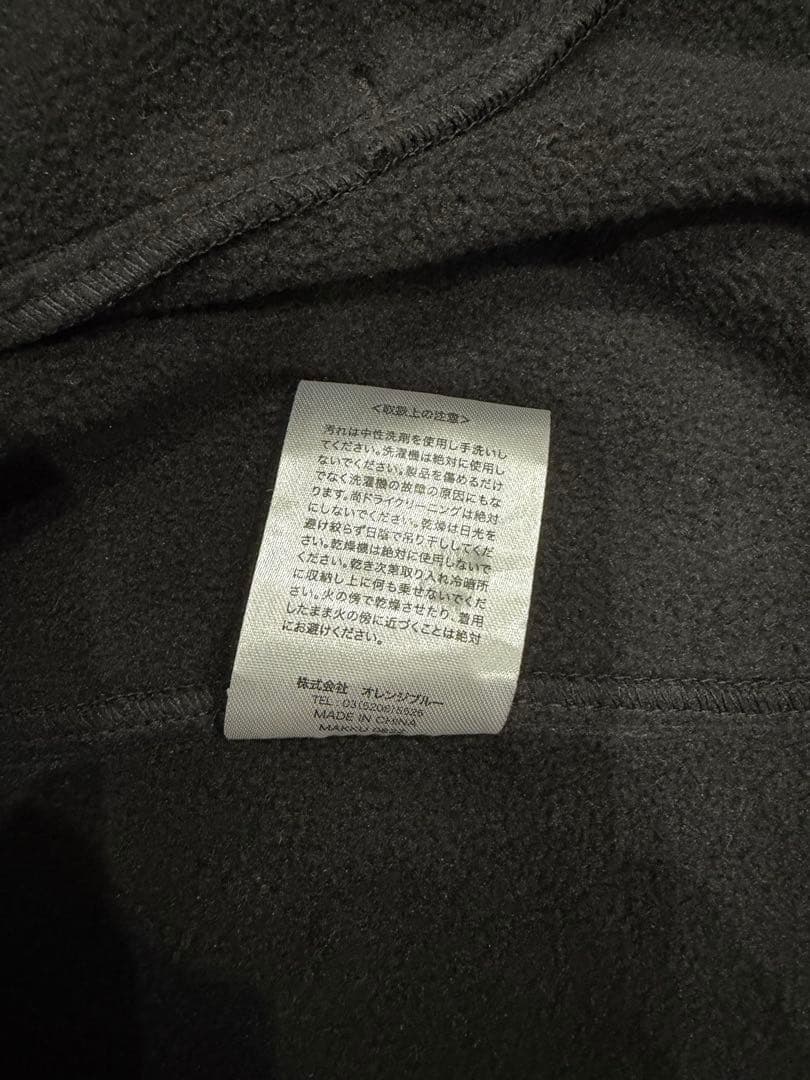 ＜取扱上の注意＞
汚れは中性洗剤を使用し手洗いし
てください。洗濯機は絶対に使用し
ないでください。製品を傷めるだけ
でなく洗濯機の故障の原因にもな
ります。尚ドライクリーニングは絶対
にしないでください。乾燥は日光を
避け絞らず日陰で吊り干ししてくだ
さい。乾燥機は絶対に使用しないで
ください。乾き次第取り入れ冷暗所
に収納し上に何も乗せないでくだ
さい。火の傍で乾燥させたり、着用
したまま火の傍に近づくことは絶対
にお避けください。
株式会社 オレンジブルー
TEL : 03(5206)5526
MADE IN CHINA
MAKKU